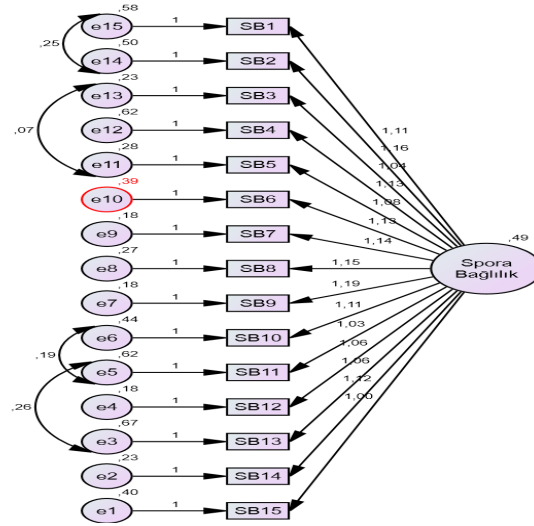 ,58
e15 1 SB1
,25
,50
e14 1 SB2
,23
e13 1 SB3
,62
e12 1 SB4
,07
,28
e11 1 SB5
,39
e10 1 SB6
,18
e9 1 SB7
,27
e8 1 SB8
,18
e7 1 SB9
,44
e6 1 SB10
,19
,62
e5 1 SB11
,18
e4 1 SB12
,26
,67
e3 1 SB13
,23
e2 1 SB14
,40
e1 1 SB15
1,11
1,16
1,04
1,13
1,08
1,13
1,14
1,15
1,19
1,11
1,03
1,06
1,06
1,12
1,00
,49
Spora
Bağlılık